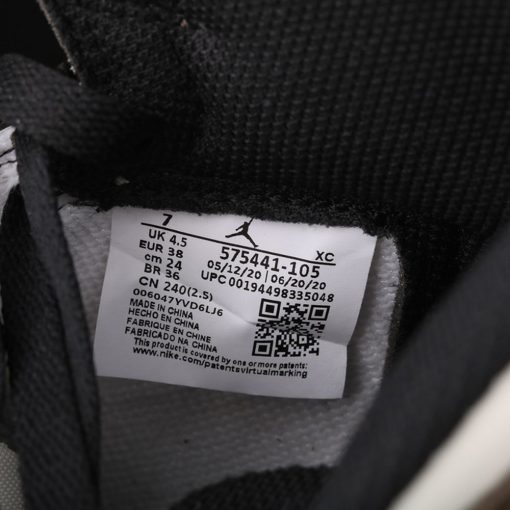 7
UK 4.5
EUR 38
cm 24
BR 36
CN 240(2.5)
XC
575441-105
05/12/20 06/20/20
UPC 00194498335048
006047YVD6LJ6
MADE IN CHINA
HECHO EN CHINA
FABRIQUE EN CHINE
FABRICADO NA CHINA
This product is covered by one or more patents:
www.nike.com/patentsvirtualmarking